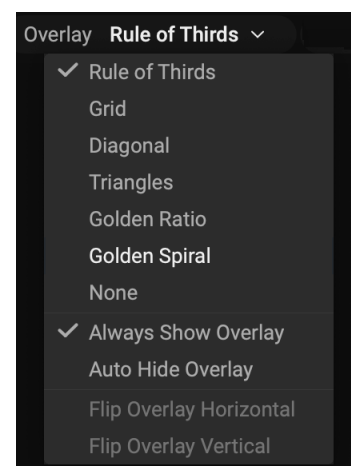 Overlay Rule of Thirds
Rule of Thirds
Grid
Diagonal
Triangles
Golden Ratio
Golden Spiral
None
Always Show Overlay
Auto Hide Overlay
Flip Overlay Horizontal
Flip Overlay Vertical